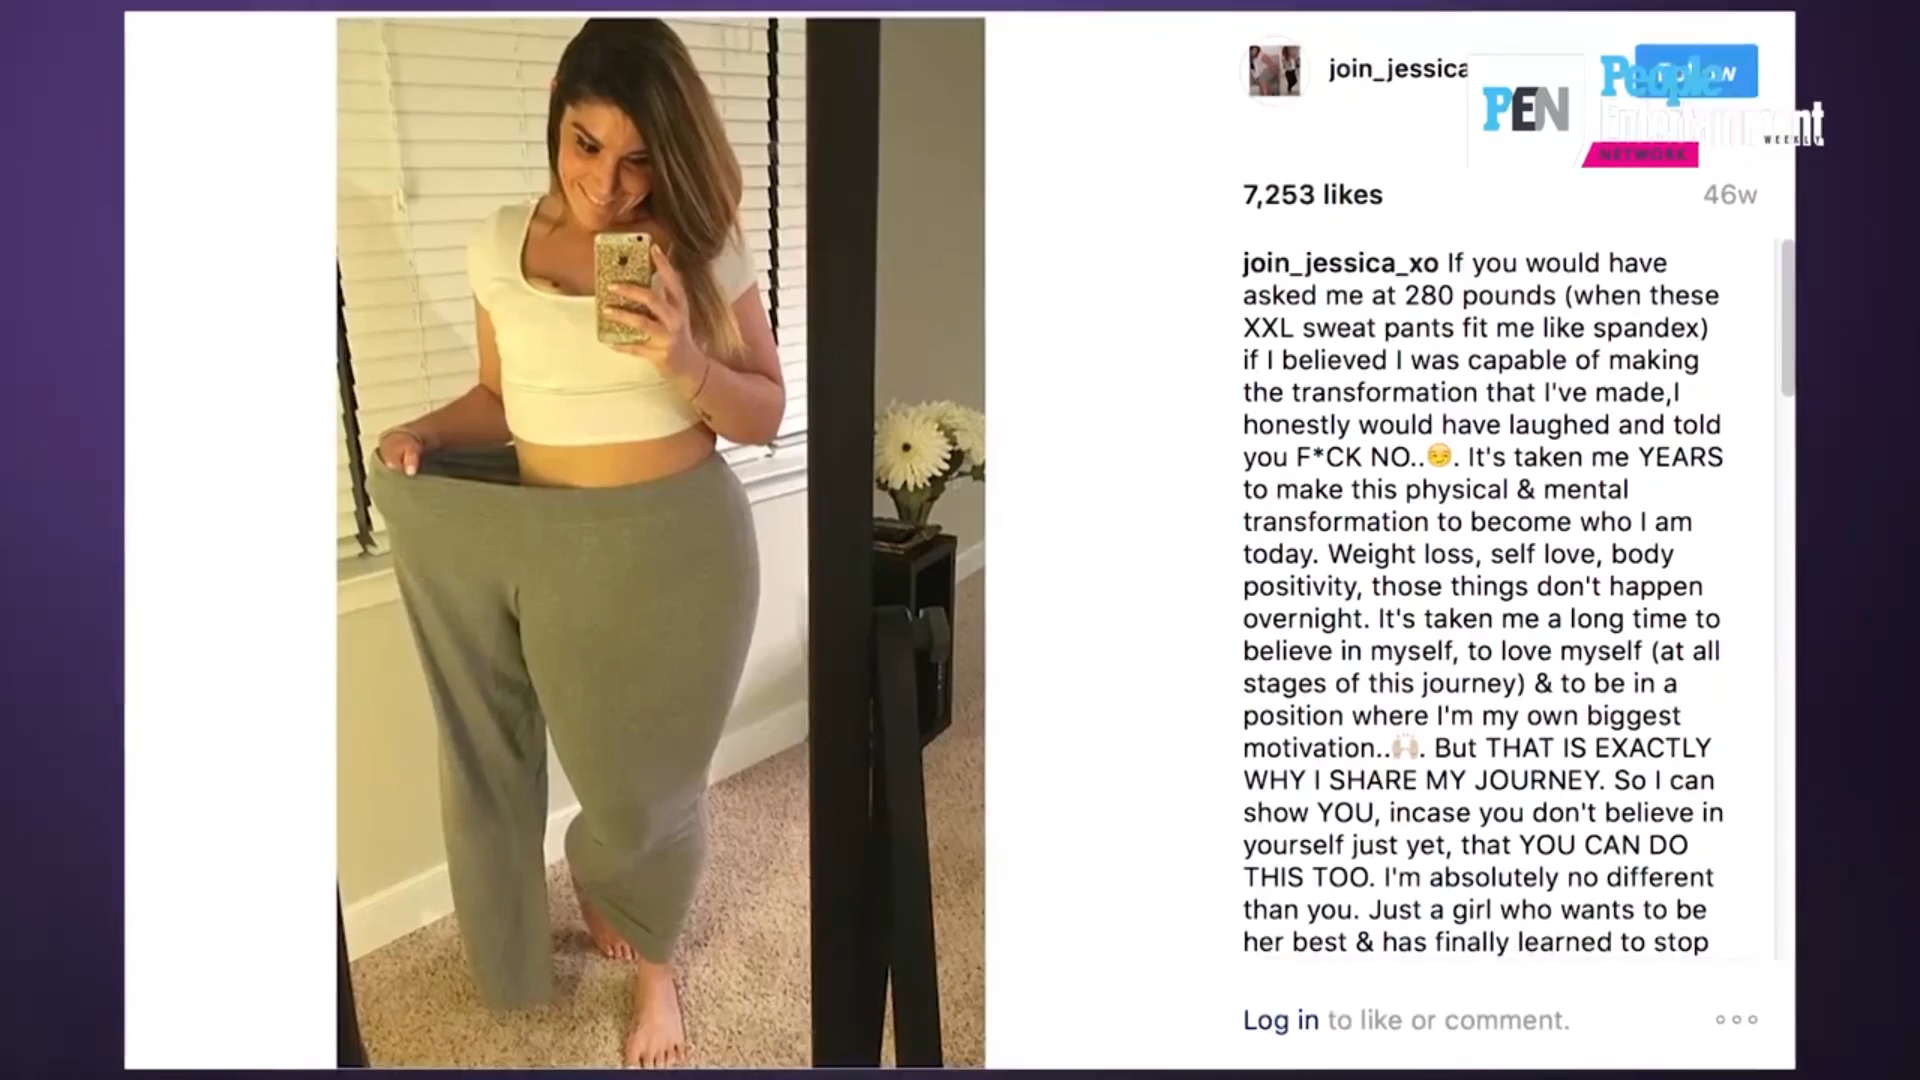 join_jessica
PEN
People
Entertainment
WEEKLY
NETWORK
7,253 likes
46w
join_jessica_xo If you would have
asked me at 280 pounds (when these
XXL sweat pants fit me like spandex)
if I believed I was capable of making
the transformation that I've made,I
honestly would have laughed and told
you F*CK NO..😏. It's taken me YEARS
to make this physical & mental
transformation to become who I am
today. Weight loss, self love, body
positivity, those things don't happen
overnight. It's taken me a long time to
believe in myself, to love myself (at all
stages of this journey) & to be in a
position where I'm my own biggest
motivation..🙌🏻. But THAT IS EXACTLY
WHY I SHARE MY JOURNEY. So I can
show YOU, incase you don't believe in
yourself just yet, that YOU CAN DO
THIS TOO. I'm absolutely no different
than you. Just a girl who wants to be
her best & has finally learned to stop
Log in to like or comment.